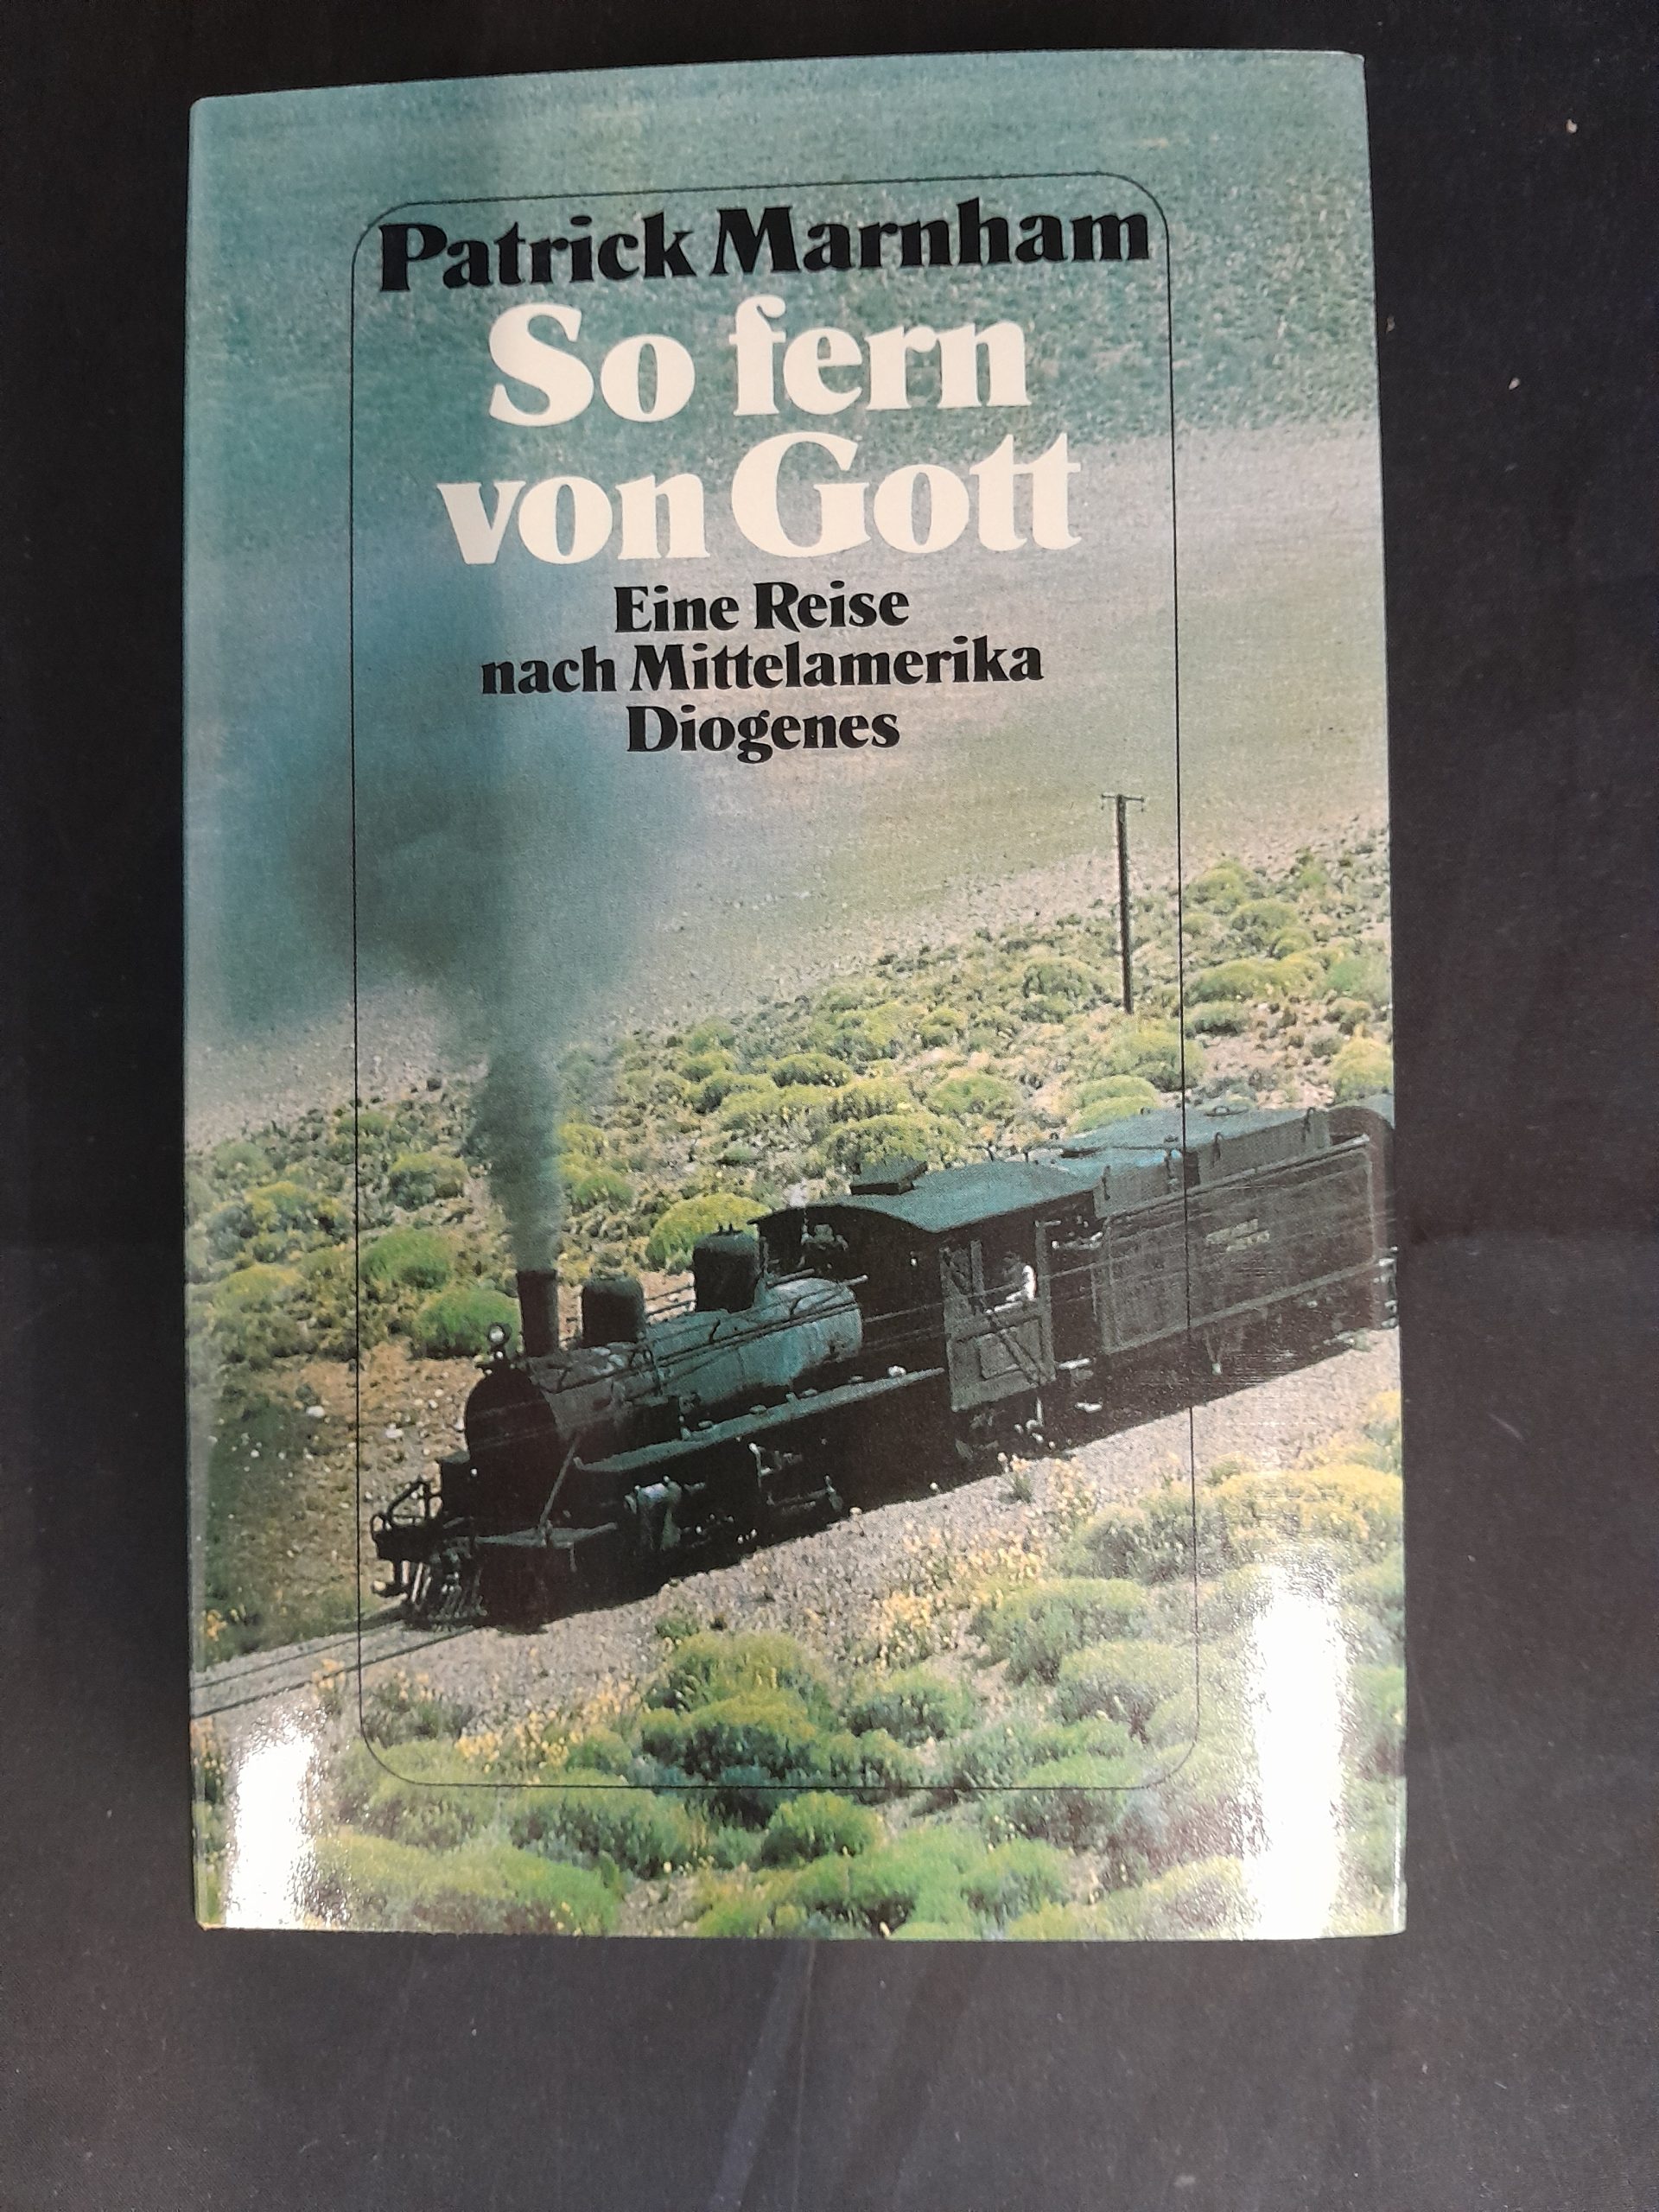 Patrick Marnham
So fern
von Gott
Eine Reise
nach Mittelamerika
Diogenes